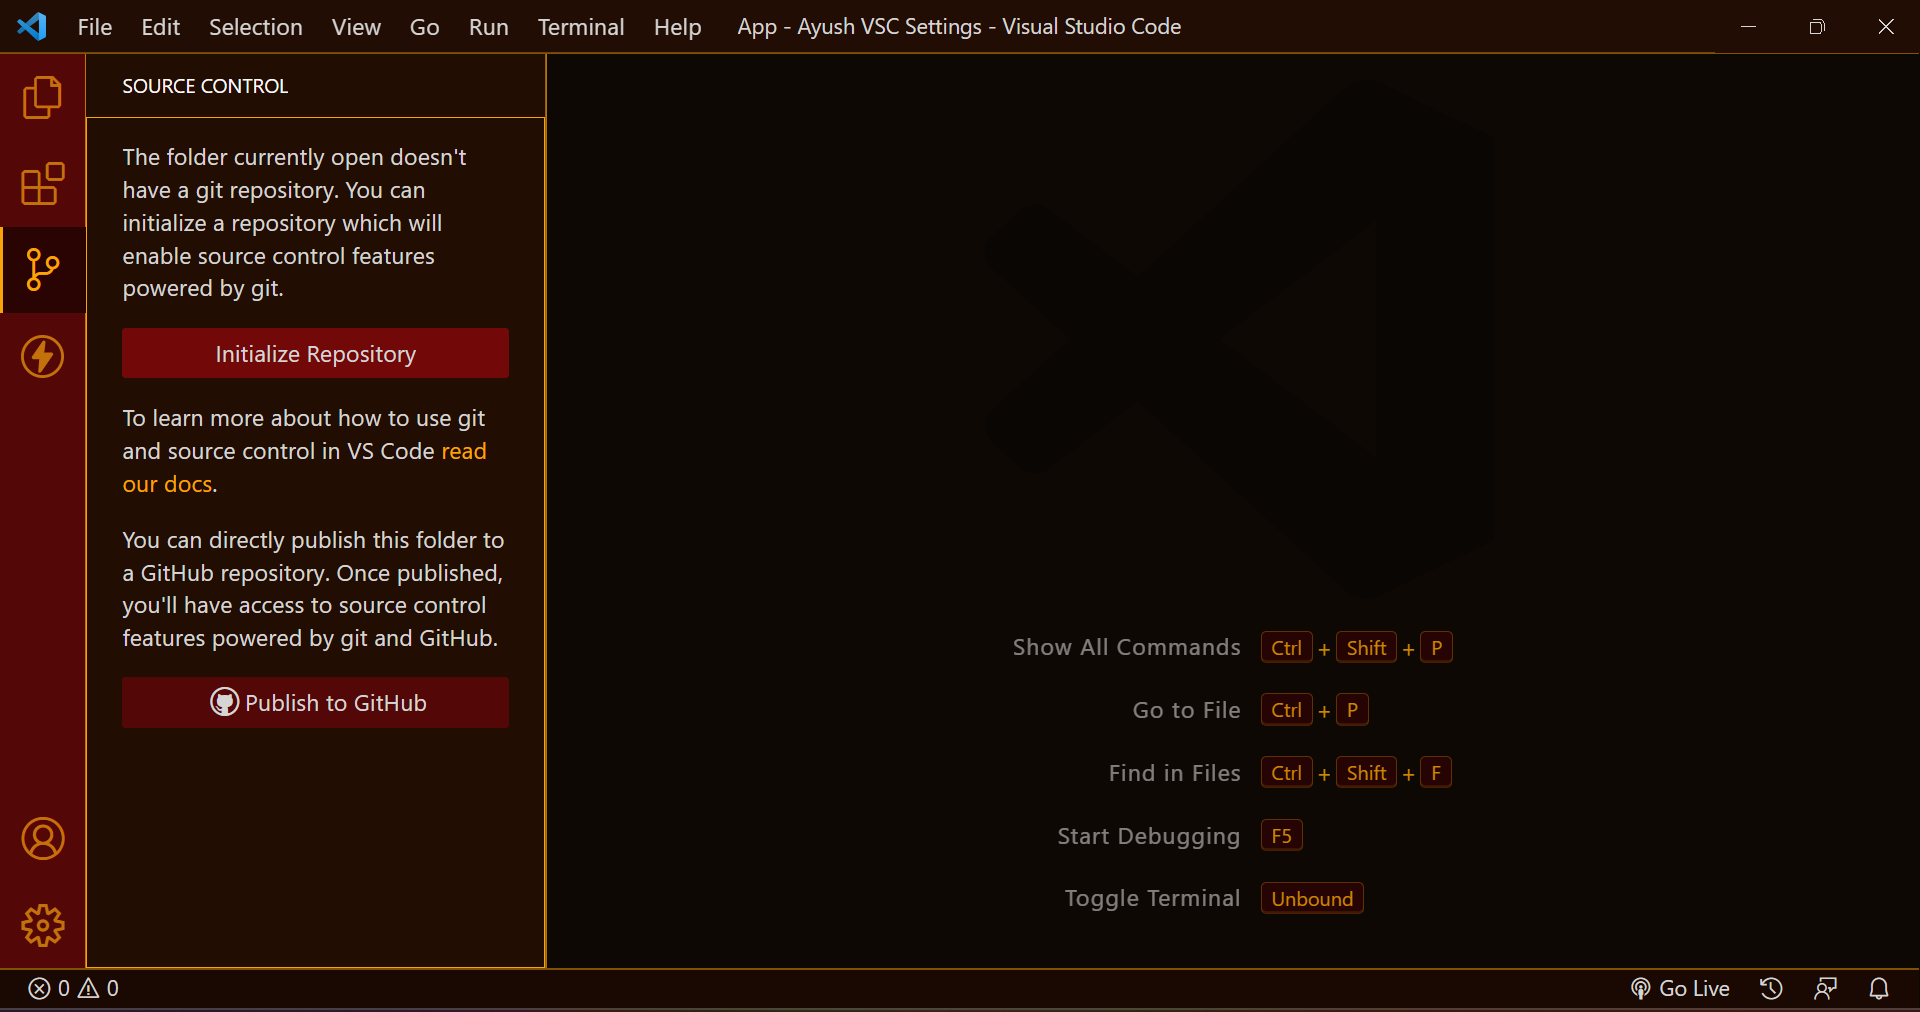 File Edit Selection View Go Run Terminal Help App - Ayush VSC Settings - Visual Studio Code
SOURCE CONTROL
The folder currently open doesn't
have a git repository. You can
initialize a repository which will
enable source control features
powered by git.
Initialize Repository
To learn more about how to use git
and source control in VS Code read
our docs.
You can directly publish this folder to
a GitHub repository. Once published,
you'll have access to source control
features powered by git and GitHub.
Publish to GitHub
Show All Commands Ctrl + Shift + P
Go to File Ctrl + P
Find in Files Ctrl + Shift + F
Start Debugging F5
Toggle Terminal Unbound
0 0 Go Live